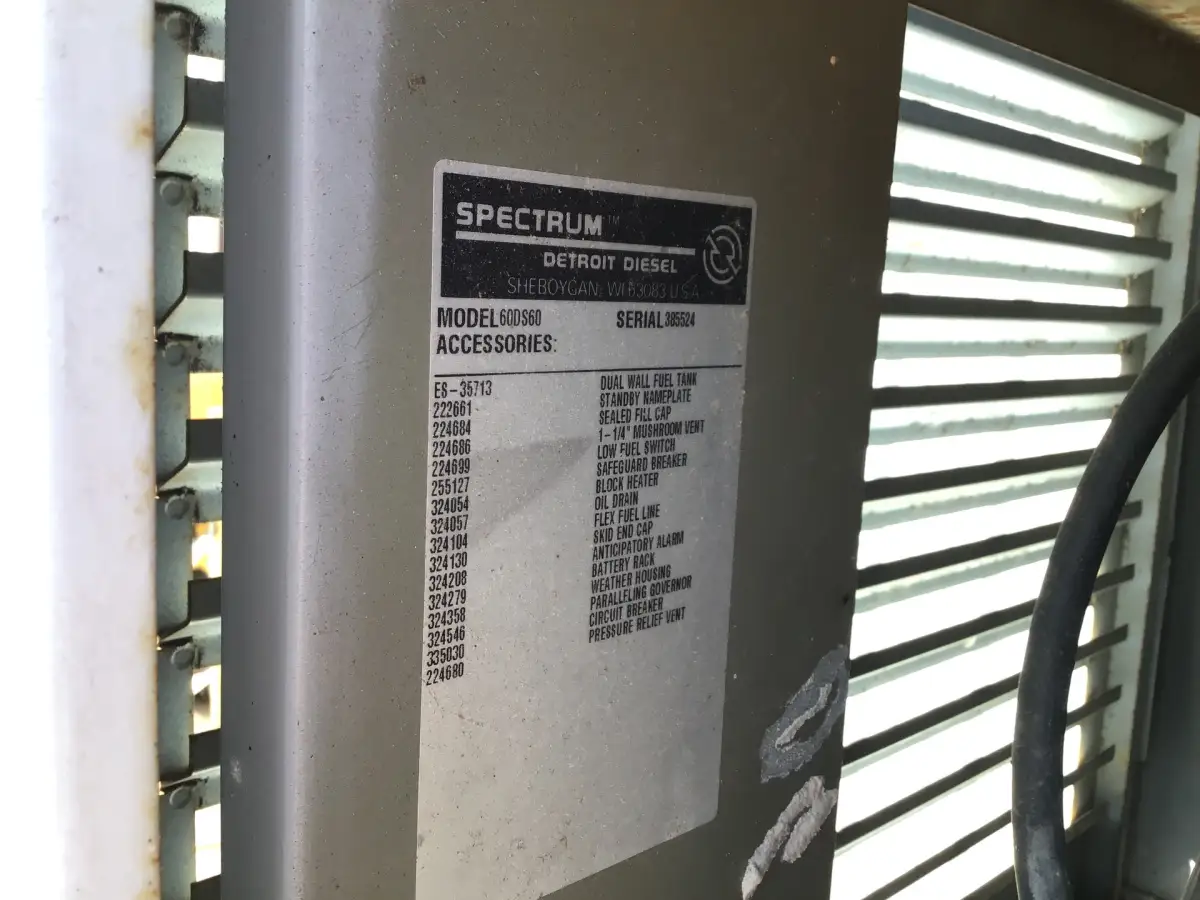 SPECTRUM™
DETROIT DIESEL
SHEBOYGAN, WI 53083 U.S.A
MODEL 60DS60 SERIAL 385524
ACCESSORIES:
ES-35713 DUAL WALL FUEL TANK
222661 STANDBY NAMEPLATE
224684 SEALED FILL CAP
224686 1-1/4" MUSHROOM VENT
224699 LOW FUEL SWITCH
255127 SAFEGUARD BREAKER
324054 BLOCK HEATER
324057 OIL DRAIN
324104 FLEX FUEL LINE
324130 SKID END CAP
324208 ANTICIPATORY ALARM
324279 BATTERY RACK
324358 WEATHER HOUSING
324546 PARALLELING GOVERNOR
335030 CIRCUIT BREAKER
224680 PRESSURE RELIEF VENT